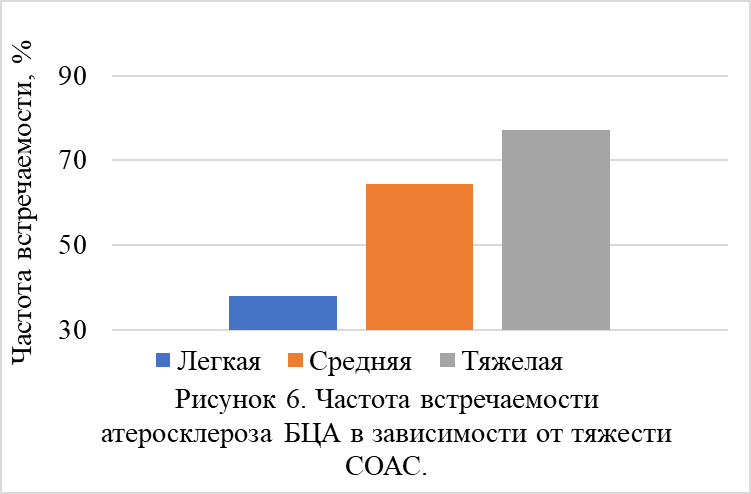 Частота встречаемости, %
90
70
50
30
Легкая Средняя Тяжелая
Рисунок 6. Частота встречаемости
атеросклероза БЦА в зависимости от тяжести
СОАС.